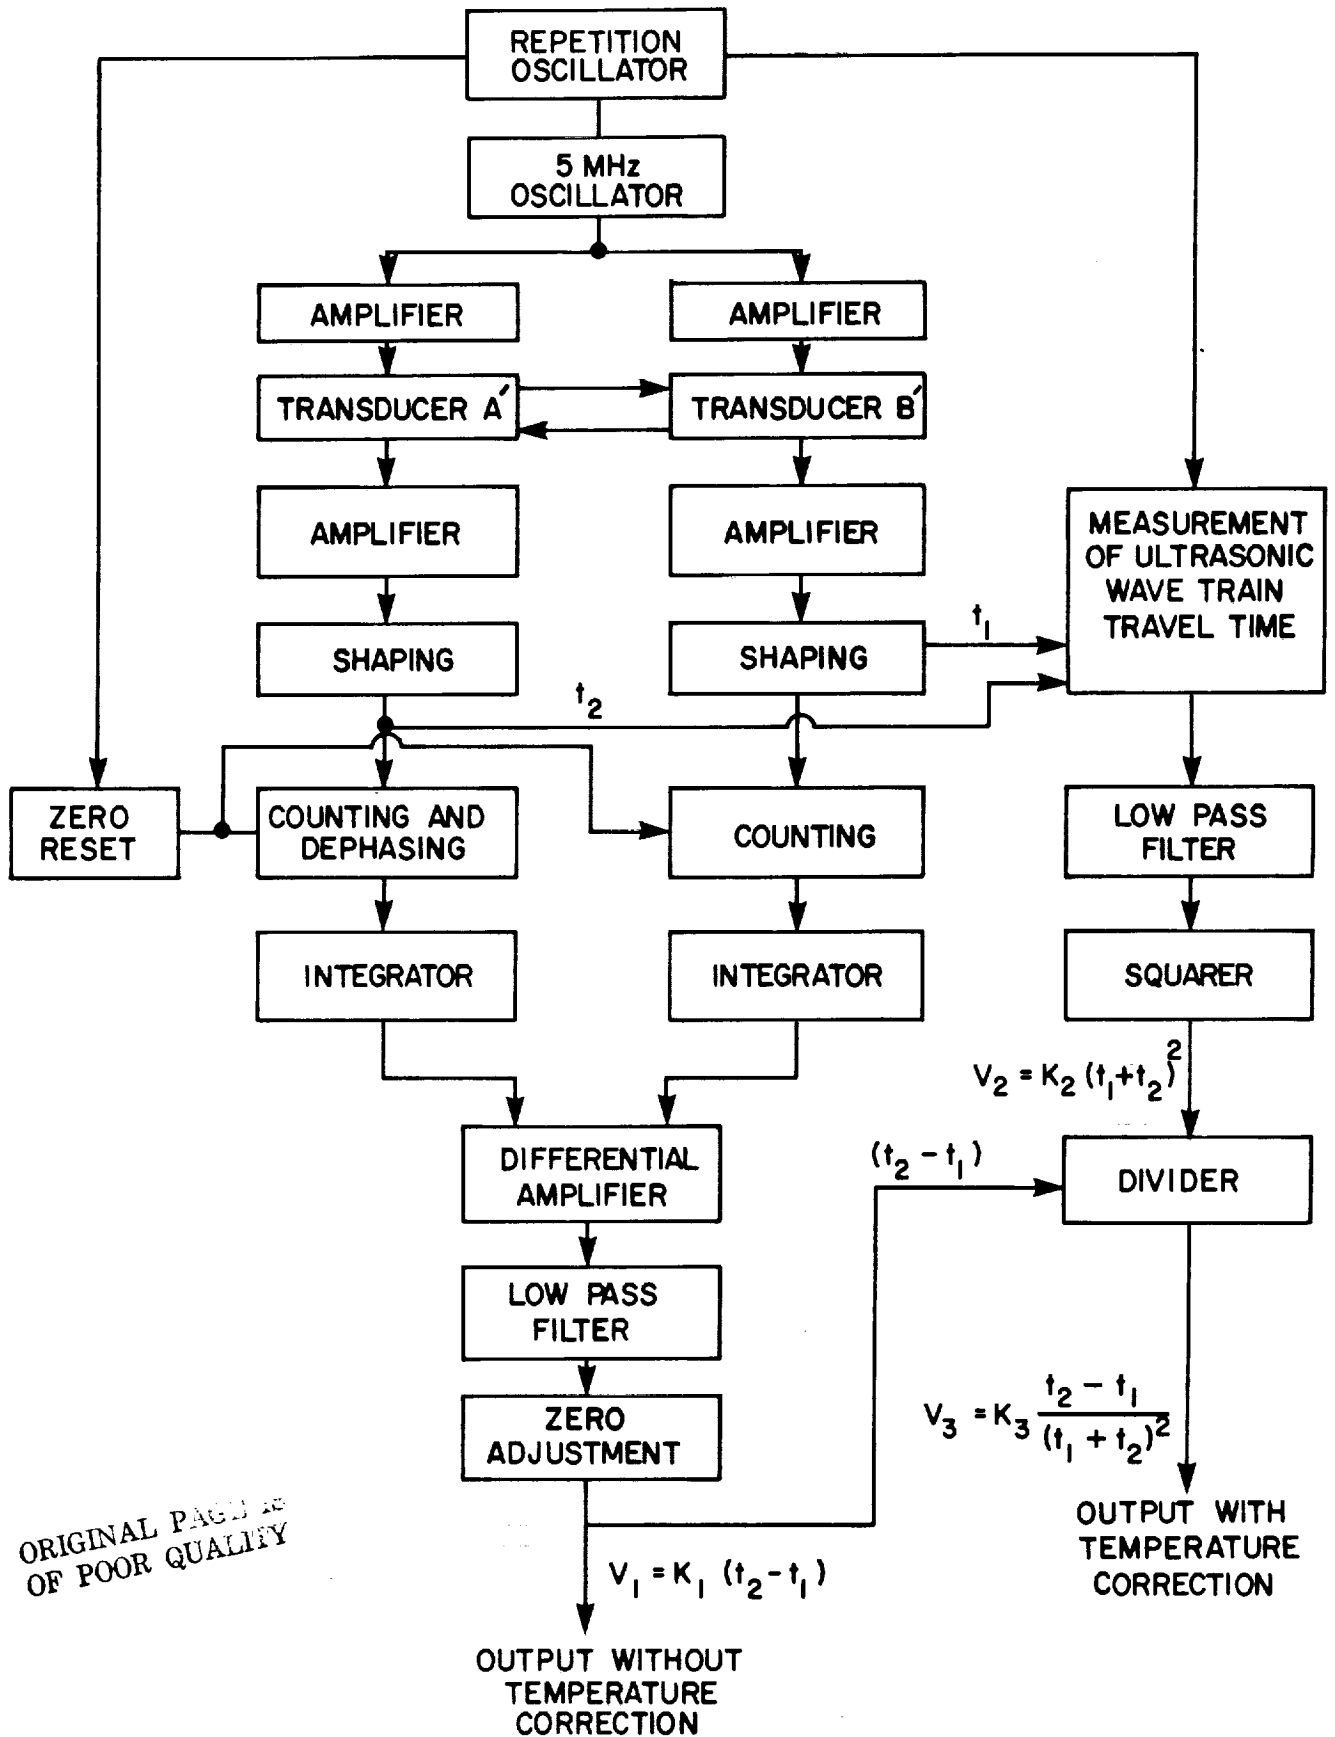 REPETITION
OSCILLATOR
5 MHz
OSCILLATOR
AMPLIFIER
AMPLIFIER
TRANSDUCER A′
TRANSDUCER B′
AMPLIFIER
AMPLIFIER
MEASUREMENT
OF ULTRASONIC
WAVE TRAIN
TRAVEL TIME
SHAPING
SHAPING
t₁
t₂
ZERO
RESET
COUNTING AND
DEPHASING
COUNTING
LOW PASS
FILTER
INTEGRATOR
INTEGRATOR
SQUARER
V₂ = K₂ (t₁+t₂)²
DIFFERENTIAL
AMPLIFIER
(t₂ - t₁)
DIVIDER
LOW PASS
FILTER
ZERO
ADJUSTMENT
V₃ = K₃ (t₂ - t₁)/(t₁ + t₂)²
V₁ = K₁ (t₂ - t₁)
OUTPUT WITHOUT
TEMPERATURE
CORRECTION
OUTPUT WITH
TEMPERATURE
CORRECTION
ORIGINAL PAGE IS
OF POOR QUALITY